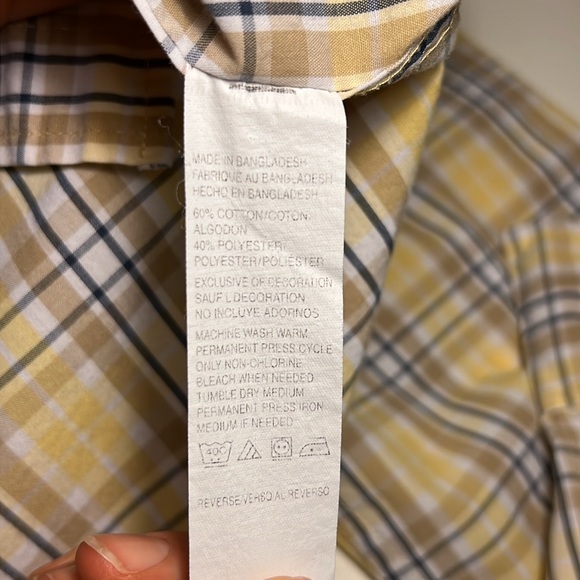 MADE IN BANGLADESH
FABRIQUE AU BANGLADESH
HECHO EN BANGLADESH
60% COTTON/COTON
ALGODON
40% POLYESTER/
POLYESTER/POLIÉSTER
EXCLUSIVE OF DECORATION
SAUF L DECORATION
NO INCLUYE ADORNOS
MACHINE WASH WARM
PERMANENT PRESS CYCLE
ONLY NON-CHLORINE
BLEACH WHEN NEEDED
TUMBLE DRY MEDIUM
PERMANENT PRESS IRON
MEDIUM IF NEEDED
40C
REVERSE/VERSO AL REVERSO